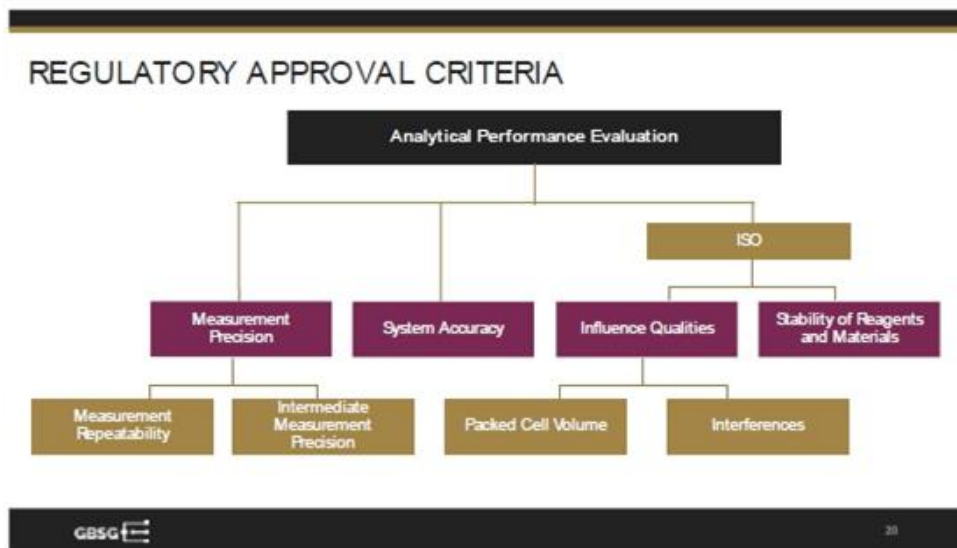 REGULATORY APPROVAL CRITERIA
Analytical Performance Evaluation
ISO
Measurement
Precision
System Accuracy
Influence Qualities
Stability of Reagents
and Materials
Measurement
Repeatability
Intermediate
Measurement
Precision
Packed Cell Volume
Interferences
GBSG
20